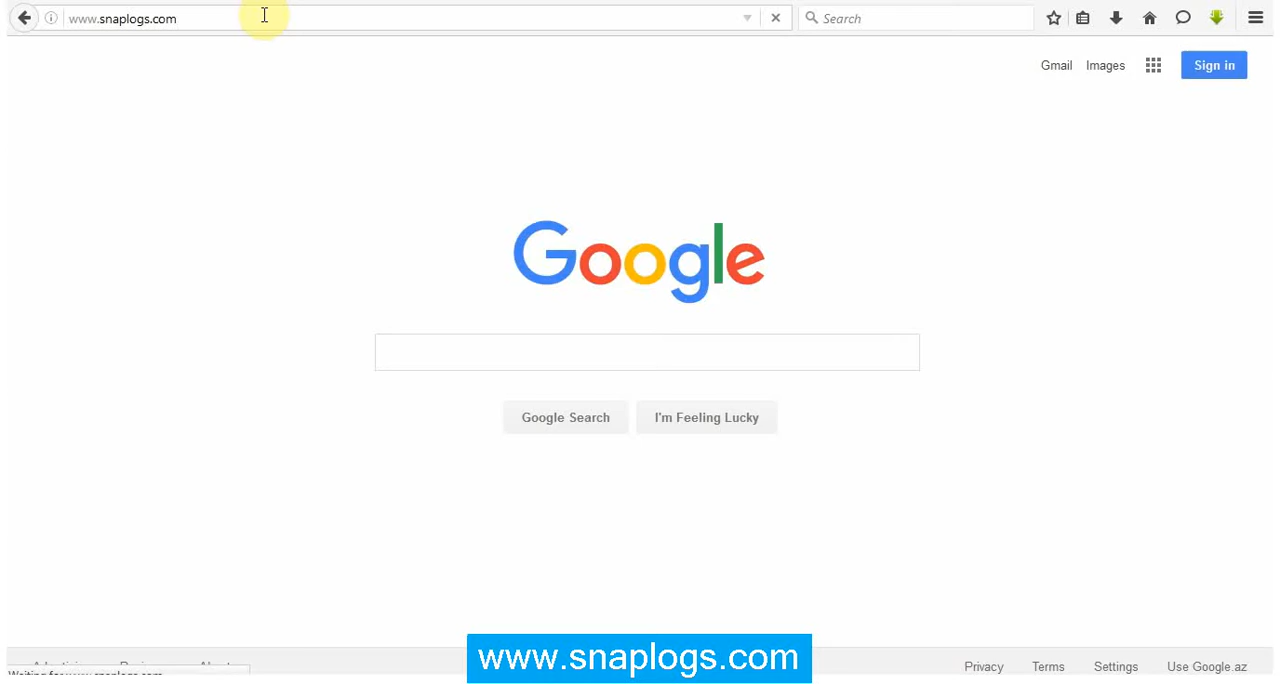 www.snaplogs.com
Search
Gmail Images Sign in
Google
Google Search I'm Feeling Lucky
www.snaplogs.com
Privacy Terms Settings Use Google.az